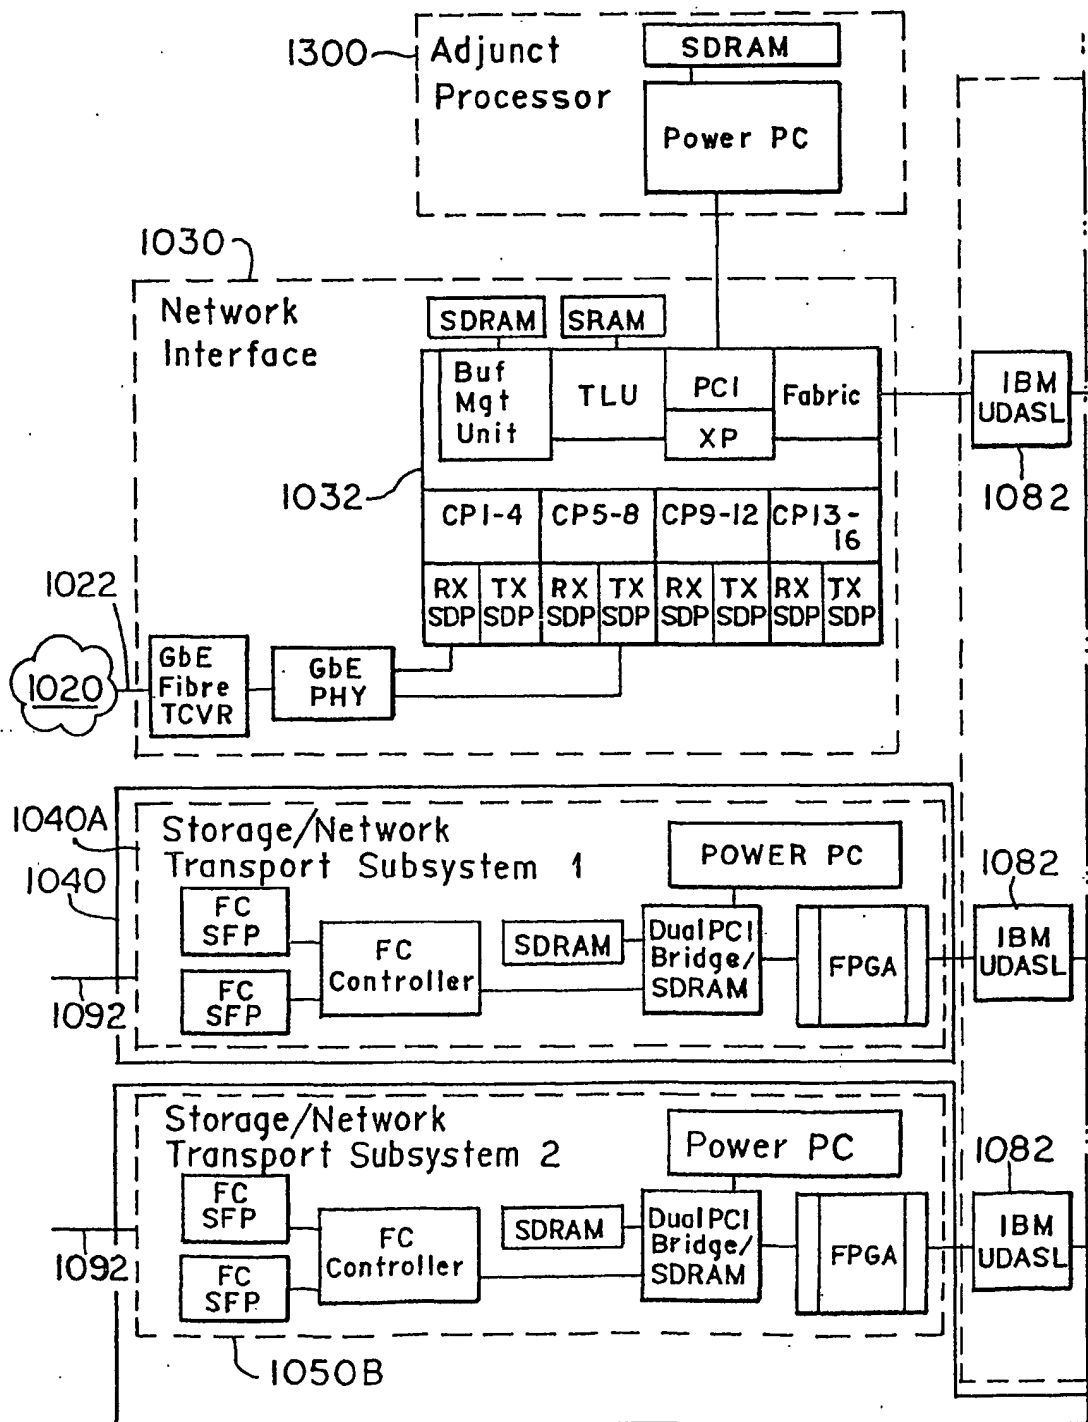 1300
Adjunct
Processor
SDRAM
Power PC
1030
Network
Interface
SDRAM
SRAM
Buf
Mgt
Unit
TLU
PCI
XP
Fabric
IBM
UDASL
1082
1032
CP1-4
CP5-8
CP9-12
CP13-
16
RX
SDP
TX
SDP
RX
SDP
TX
SDP
RX
SDP
TX
SDP
RX
SDP
TX
SDP
1022
1020
GbE
Fibre
TCVR
GbE
PHY
1040A
1040
Storage/Network
Transport Subsystem 1
POWER PC
FC
SFP
FC
SFP
FC
Controller
SDRAM
Dual PCI
Bridge/
SDRAM
FPGA
1082
IBM
UDASL
1092
Storage/Network
Transport Subsystem 2
Power PC
FC
SFP
FC
SFP
FC
Controller
SDRAM
Dual PCI
Bridge/
SDRAM
FPGA
1082
IBM
UDASL
1092
1050B